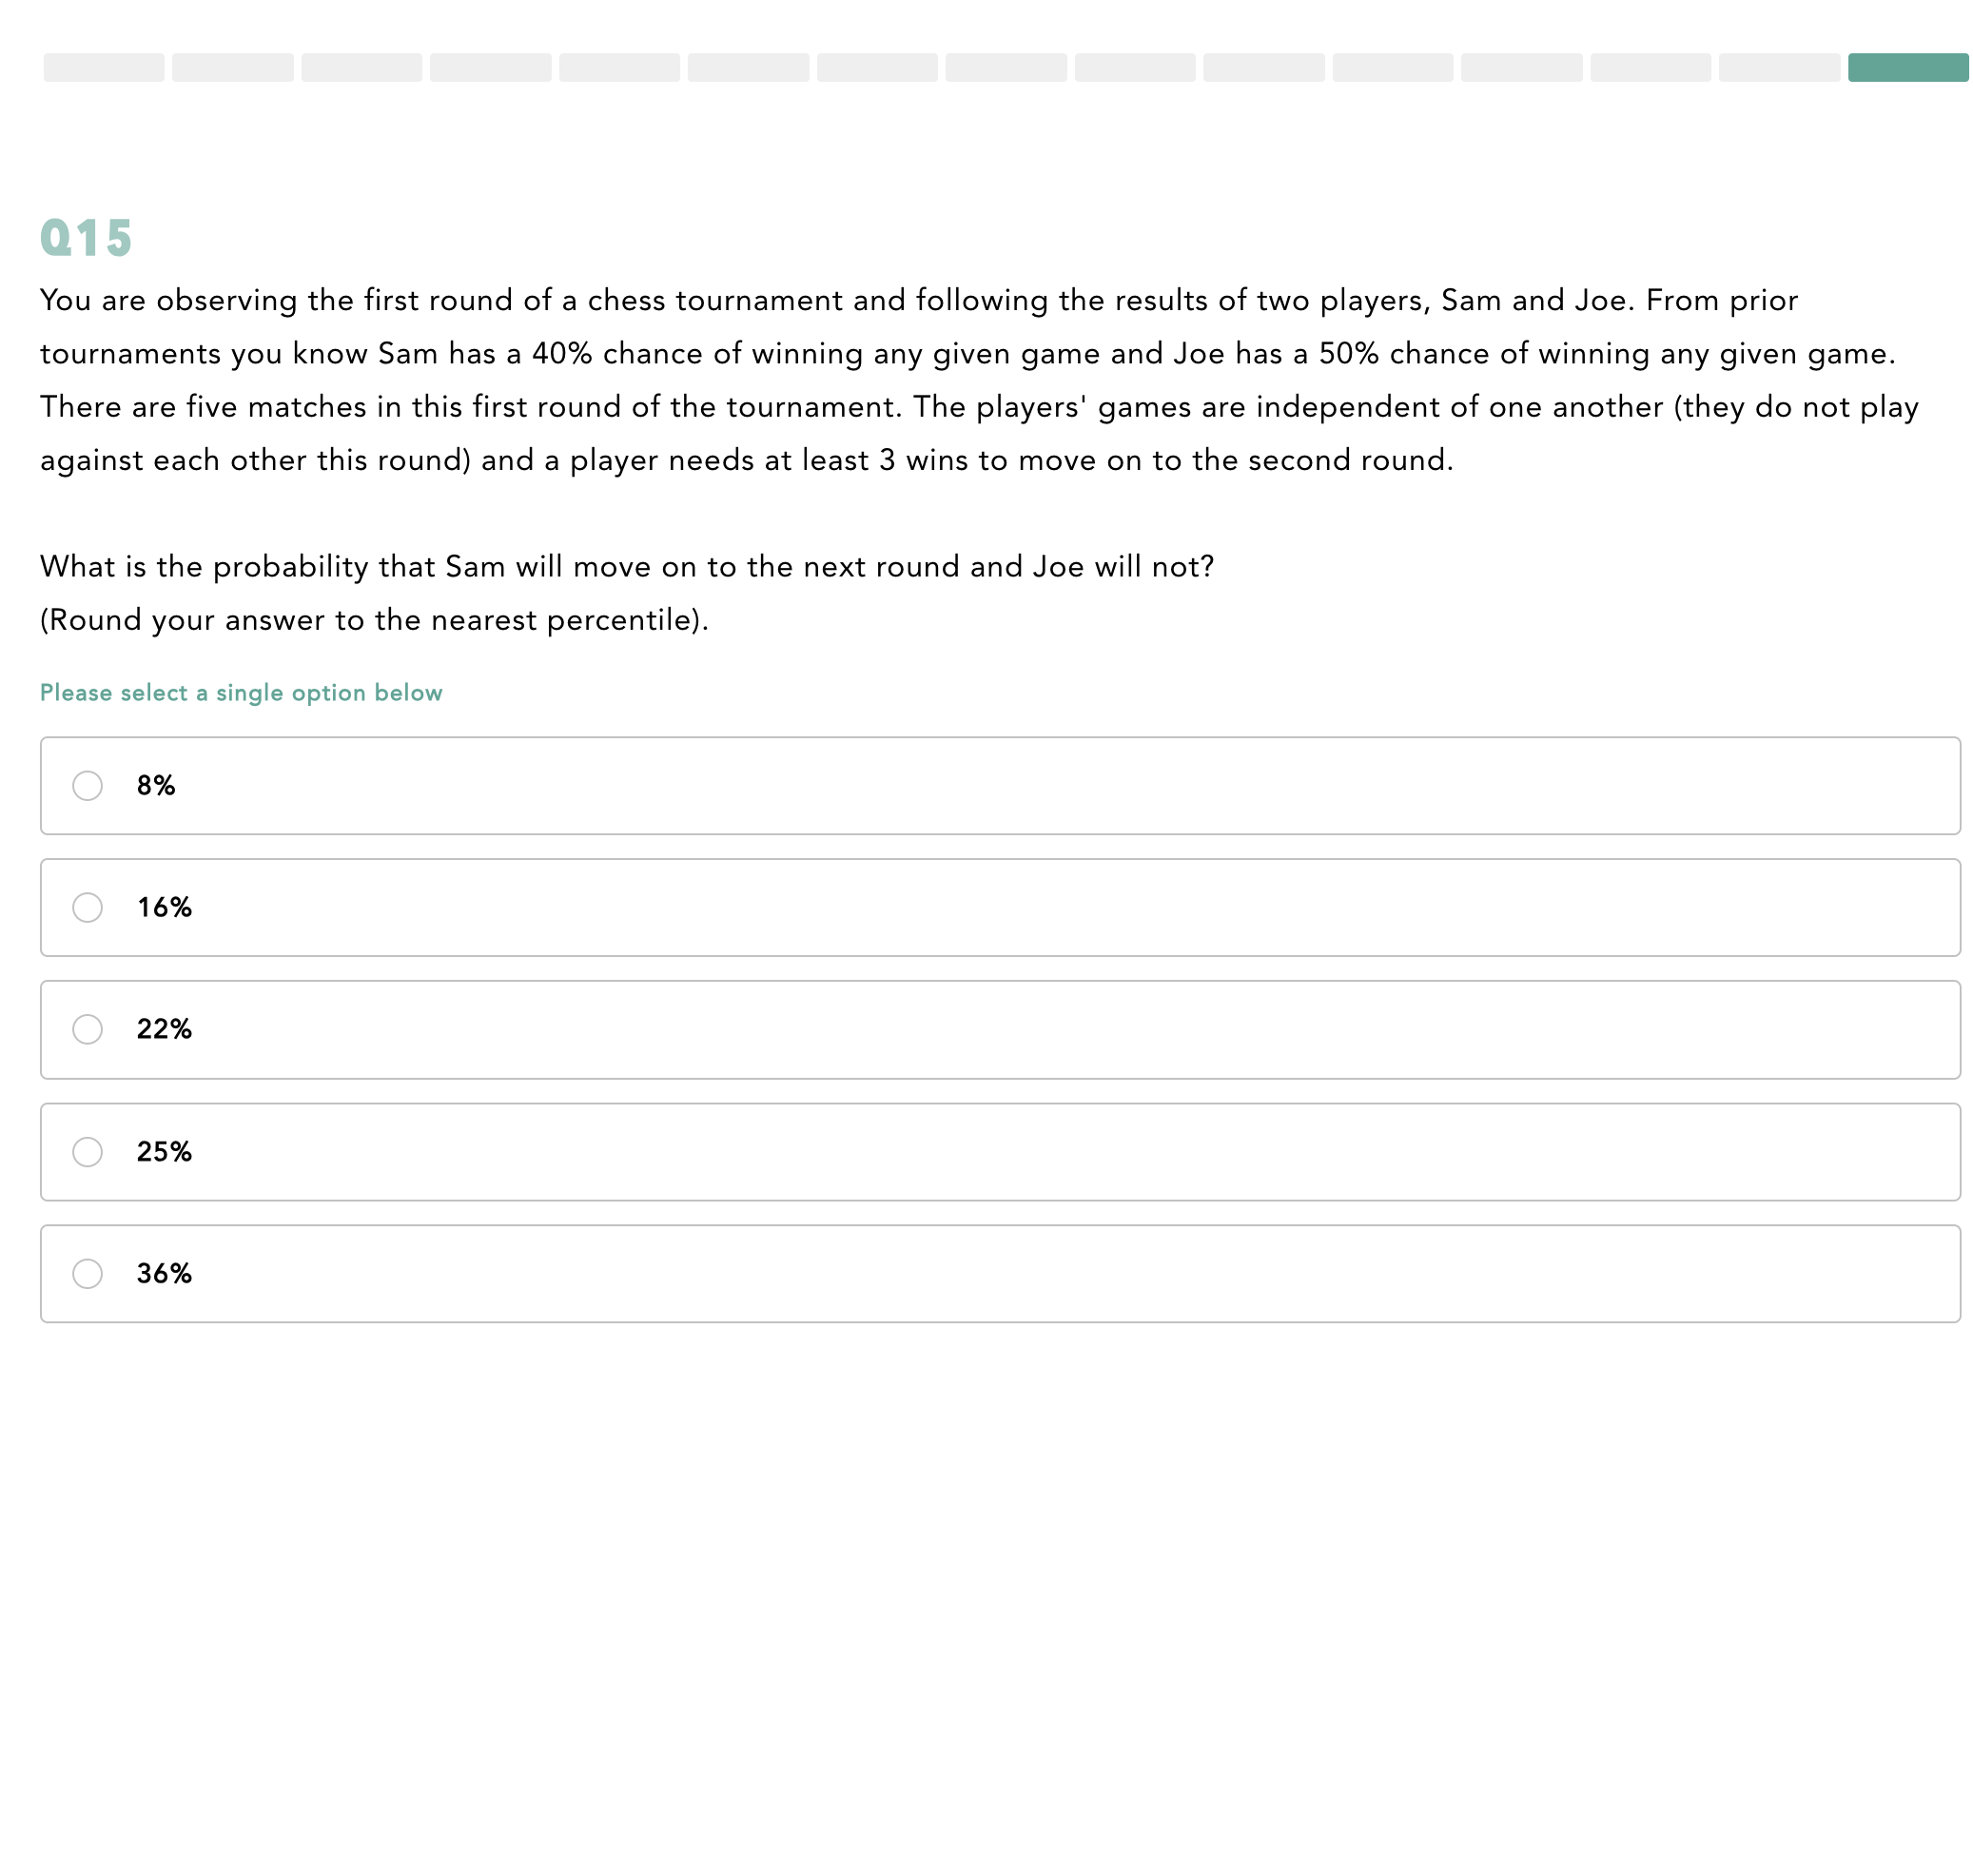 Q15
You are observing the first round of a chess tournament and following the results of two players, Sam and Joe. From prior
tournaments you know Sam has a 40% chance of winning any given game and Joe has a 50% chance of winning any given game.
There are five matches in this first round of the tournament. The players' games are independent of one another (they do not play
against each other this round) and a player needs at least 3 wins to move on to the second round.
What is the probability that Sam will move on to the next round and Joe will not?
(Round your answer to the nearest percentile).
Please select a single option below
8%
16%
22%
25%
36%